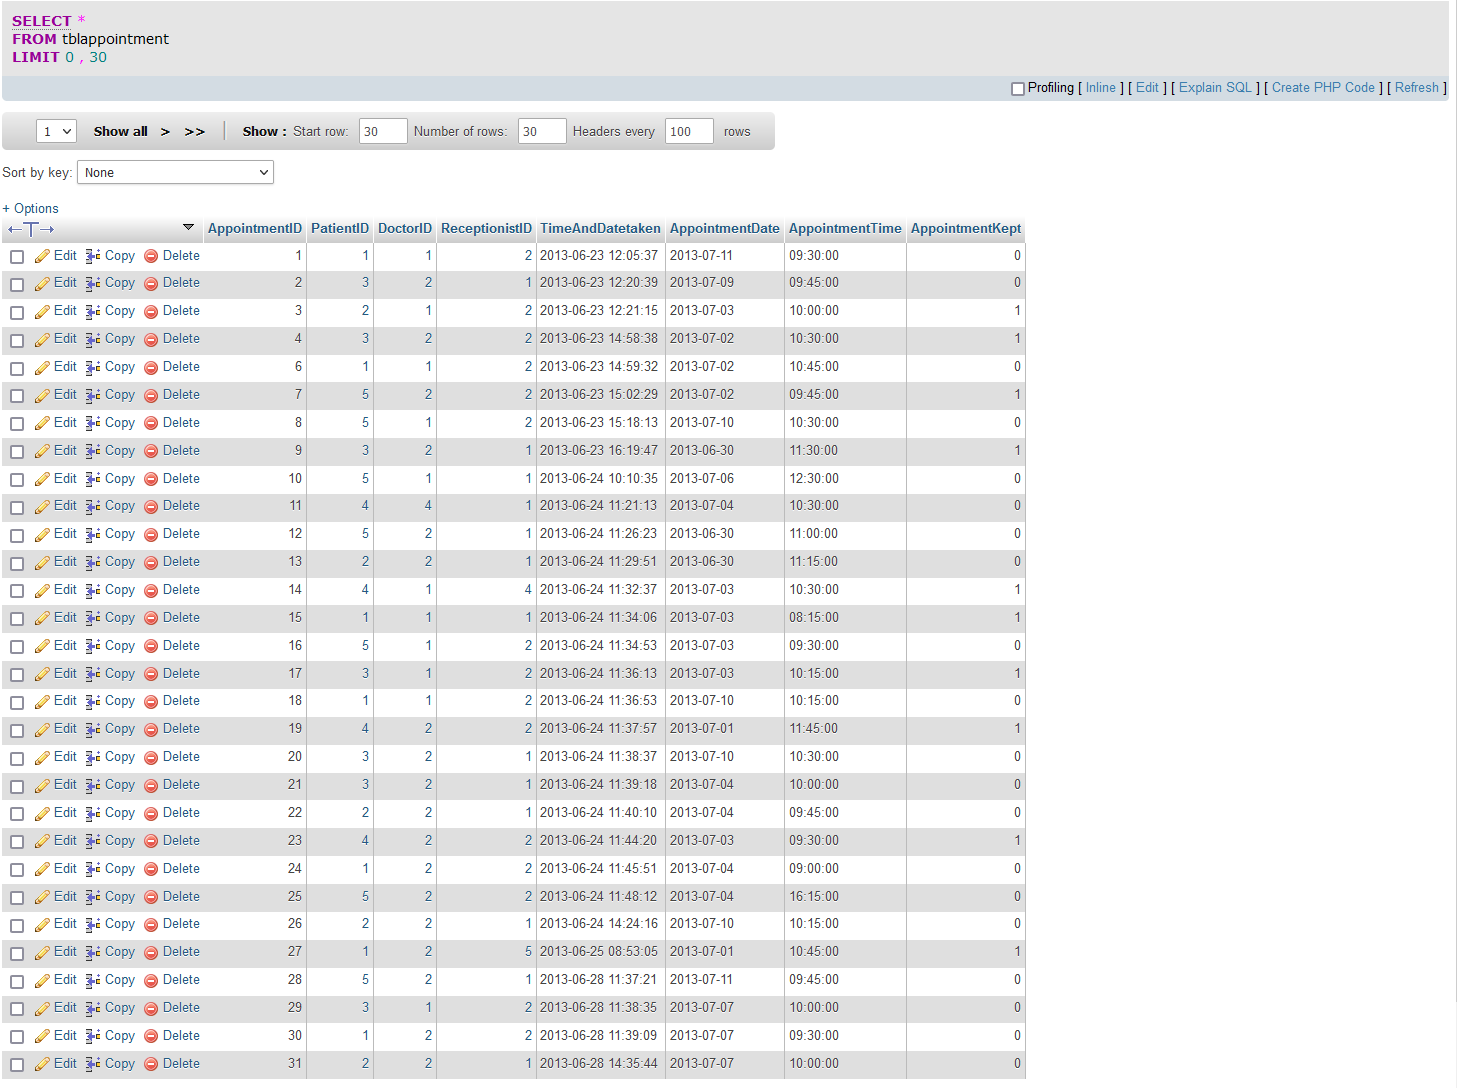 SELECT *
FROM tblappointment
LIMIT 0 , 30
Profiling [ Inline ] [ Edit ] [ Explain SQL ] [ Create PHP Code ] [ Refresh ]
1 Show all > >> Show : Start row: 30 Number of rows: 30 Headers every 100 rows
Sort by key: None
+ Options
←T→ AppointmentID PatientID DoctorID ReceptionistID TimeAndDatetaken AppointmentDate AppointmentTime AppointmentKept
Edit Copy Delete 1 1 1 2 2013-06-23 12:05:37 2013-07-11 09:30:00 0
Edit Copy Delete 2 3 2 1 2013-06-23 12:20:39 2013-07-09 09:45:00 0
Edit Copy Delete 3 2 1 2 2013-06-23 12:21:15 2013-07-03 10:00:00 1
Edit Copy Delete 4 3 2 2 2013-06-23 14:58:38 2013-07-02 10:30:00 1
Edit Copy Delete 6 1 1 2 2013-06-23 14:59:32 2013-07-02 10:45:00 0
Edit Copy Delete 7 5 2 2 2013-06-23 15:02:29 2013-07-02 09:45:00 1
Edit Copy Delete 8 5 1 2 2013-06-23 15:18:13 2013-07-10 10:30:00 0
Edit Copy Delete 9 3 2 1 2013-06-23 16:19:47 2013-06-30 11:30:00 1
Edit Copy Delete 10 5 1 1 2013-06-24 10:10:35 2013-07-06 12:30:00 0
Edit Copy Delete 11 4 4 1 2013-06-24 11:21:13 2013-07-04 10:30:00 0
Edit Copy Delete 12 5 2 1 2013-06-24 11:26:23 2013-06-30 11:00:00 0
Edit Copy Delete 13 2 2 1 2013-06-24 11:29:51 2013-06-30 11:15:00 0
Edit Copy Delete 14 4 1 4 2013-06-24 11:32:37 2013-07-03 10:30:00 1
Edit Copy Delete 15 1 1 1 2013-06-24 11:34:06 2013-07-03 08:15:00 1
Edit Copy Delete 16 5 1 2 2013-06-24 11:34:53 2013-07-03 09:30:00 0
Edit Copy Delete 17 3 1 2 2013-06-24 11:36:13 2013-07-03 10:15:00 1
Edit Copy Delete 18 1 1 2 2013-06-24 11:36:53 2013-07-10 10:15:00 0
Edit Copy Delete 19 4 2 2 2013-06-24 11:37:57 2013-07-01 11:45:00 1
Edit Copy Delete 20 3 2 1 2013-06-24 11:38:37 2013-07-10 10:30:00 0
Edit Copy Delete 21 3 2 1 2013-06-24 11:39:18 2013-07-04 10:00:00 0
Edit Copy Delete 22 2 2 1 2013-06-24 11:40:10 2013-07-04 09:45:00 0
Edit Copy Delete 23 4 2 2 2013-06-24 11:44:20 2013-07-03 09:30:00 1
Edit Copy Delete 24 1 2 2 2013-06-24 11:45:51 2013-07-04 09:00:00 0
Edit Copy Delete 25 5 2 2 2013-06-24 11:48:12 2013-07-04 16:15:00 0
Edit Copy Delete 26 2 2 1 2013-06-24 14:24:16 2013-07-10 10:15:00 0
Edit Copy Delete 27 1 2 5 2013-06-25 08:53:05 2013-07-01 10:45:00 1
Edit Copy Delete 28 5 2 1 2013-06-28 11:37:21 2013-07-11 09:45:00 0
Edit Copy Delete 29 3 1 2 2013-06-28 11:38:35 2013-07-07 10:00:00 0
Edit Copy Delete 30 1 2 2 2013-06-28 11:39:09 2013-07-07 09:30:00 0
Edit Copy Delete 31 2 2 1 2013-06-28 14:35:44 2013-07-07 10:00:00 0